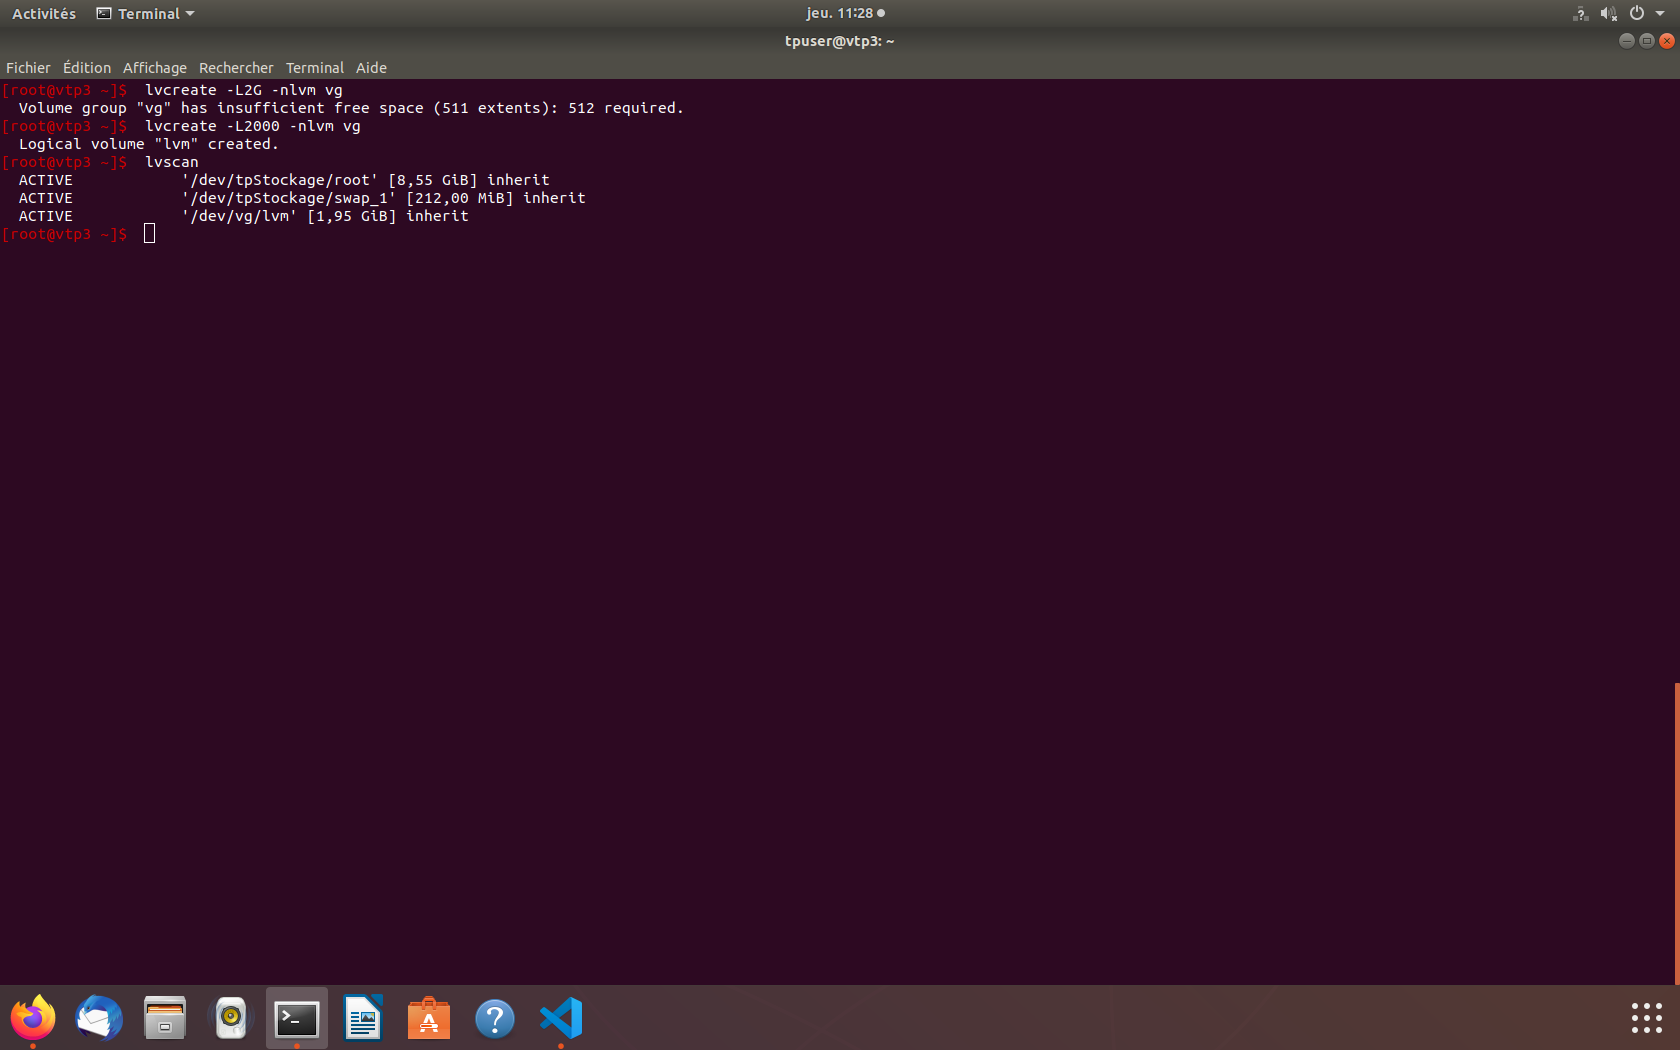 Activités Terminal jeu. 11:28
tpuser@vtp3: ~
Fichier Édition Affichage Rechercher Terminal Aide
[root@vtp3 ~]$ lvcreate -L2G -nlvm vg
Volume group "vg" has insufficient free space (511 extents): 512 required.
[root@vtp3 ~]$ lvcreate -L2000 -nlvm vg
Logical volume "lvm" created.
[root@vtp3 ~]$ lvscan
ACTIVE '/dev/tpStockage/root' [8,55 GiB] inherit
ACTIVE '/dev/tpStockage/swap_1' [212,00 MiB] inherit
ACTIVE '/dev/vg/lvm' [1,95 GiB] inherit
[root@vtp3 ~]$